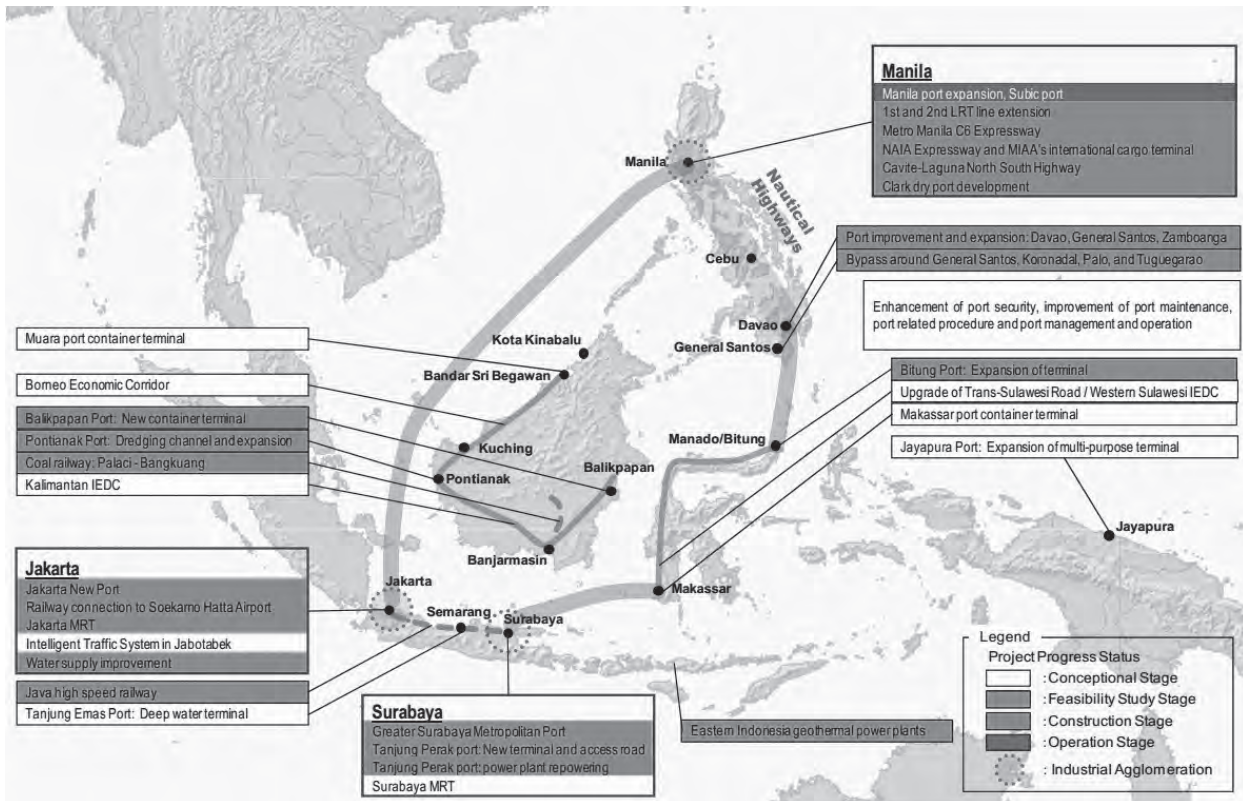 Manila
Manila port expansion, Subic port
1st and 2nd LRT line extension
Metro Manila C6 Expressway
NAIA Expressway and MIAA's international cargo terminal
Cavite-Laguna North South Highway
Clark dry port development
Manila
Nautical
Highways
Port improvement and expansion: Davao, General Santos, Zamboanga
Bypass around General Santos, Koronadal, Palo, and Tuguegarao
Cebu
Enhancement of port security, improvement of port maintenance,
port related procedure and port management and operation
Davao
General Santos
Muara port container terminal
Kota Kinabalu
Bandar Sri Begawan
Borneo Economic Corridor
Bitung Port: Expansion of terminal
Upgrade of Trans-Sulawesi Road / Western Sulawesi IEDC
Makassar port container terminal
Jayapura Port: Expansion of multi-purpose terminal
Balikpapan Port: New container terminal
Pontianak Port: Dredging channel and expansion
Coal railway: Palaci - Bangkuang
Kalimantan IEDC
Kuching
Pontianak
Balikpapan
Manado/Bitung
Banjarmasin
Jayapura
Makassar
Jakarta
Jakarta New Port
Railway connection to Soekarno Hatta Airport
Jakarta MRT
Intelligent Traffic System in Jabotabek
Water supply improvement
Jakarta
Semarang
Surabaya
Java high speed railway
Tanjung Emas Port: Deep water terminal
Surabaya
Greater Surabaya Metropolitan Port
Tanjung Perak port: New terminal and access road
Tanjung Perak port: power plant repowering
Surabaya MRT
Eastern Indonesia geothermal power plants
Legend
Project Progress Status
: Conceptional Stage
: Feasibility Study Stage
: Construction Stage
: Operation Stage
: Industrial Agglomeration